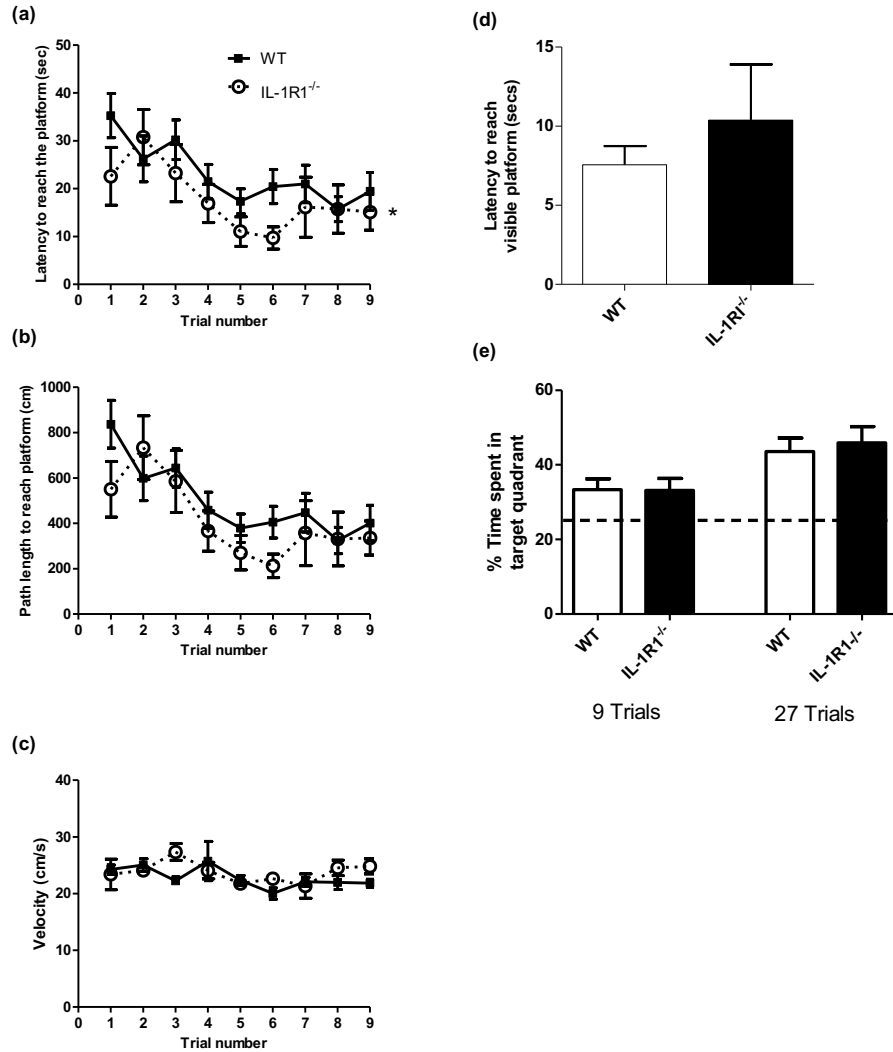 (a)
50
40
30
20
10
0
Latency to reach the platform (sec)
WT
IL-1R1-/-
*
0 1 2 3 4 5 6 7 8 9
Trial number
(b)
1000
800
600
400
200
0
Path length to reach platform (cm)
0 1 2 3 4 5 6 7 8 9
Trial number
(c)
40
30
20
10
0
Velocity (cm/s)
0 1 2 3 4 5 6 7 8 9
Trial number
(d)
15
10
5
0
Latency to reach
visible platform (secs)
WT
IL-1RI-/-
(e)
60
40
20
0
% Time spent in
target quadrant
WT
IL-1R1-/-
WT
IL-1R1-/-
9 Trials
27 Trials